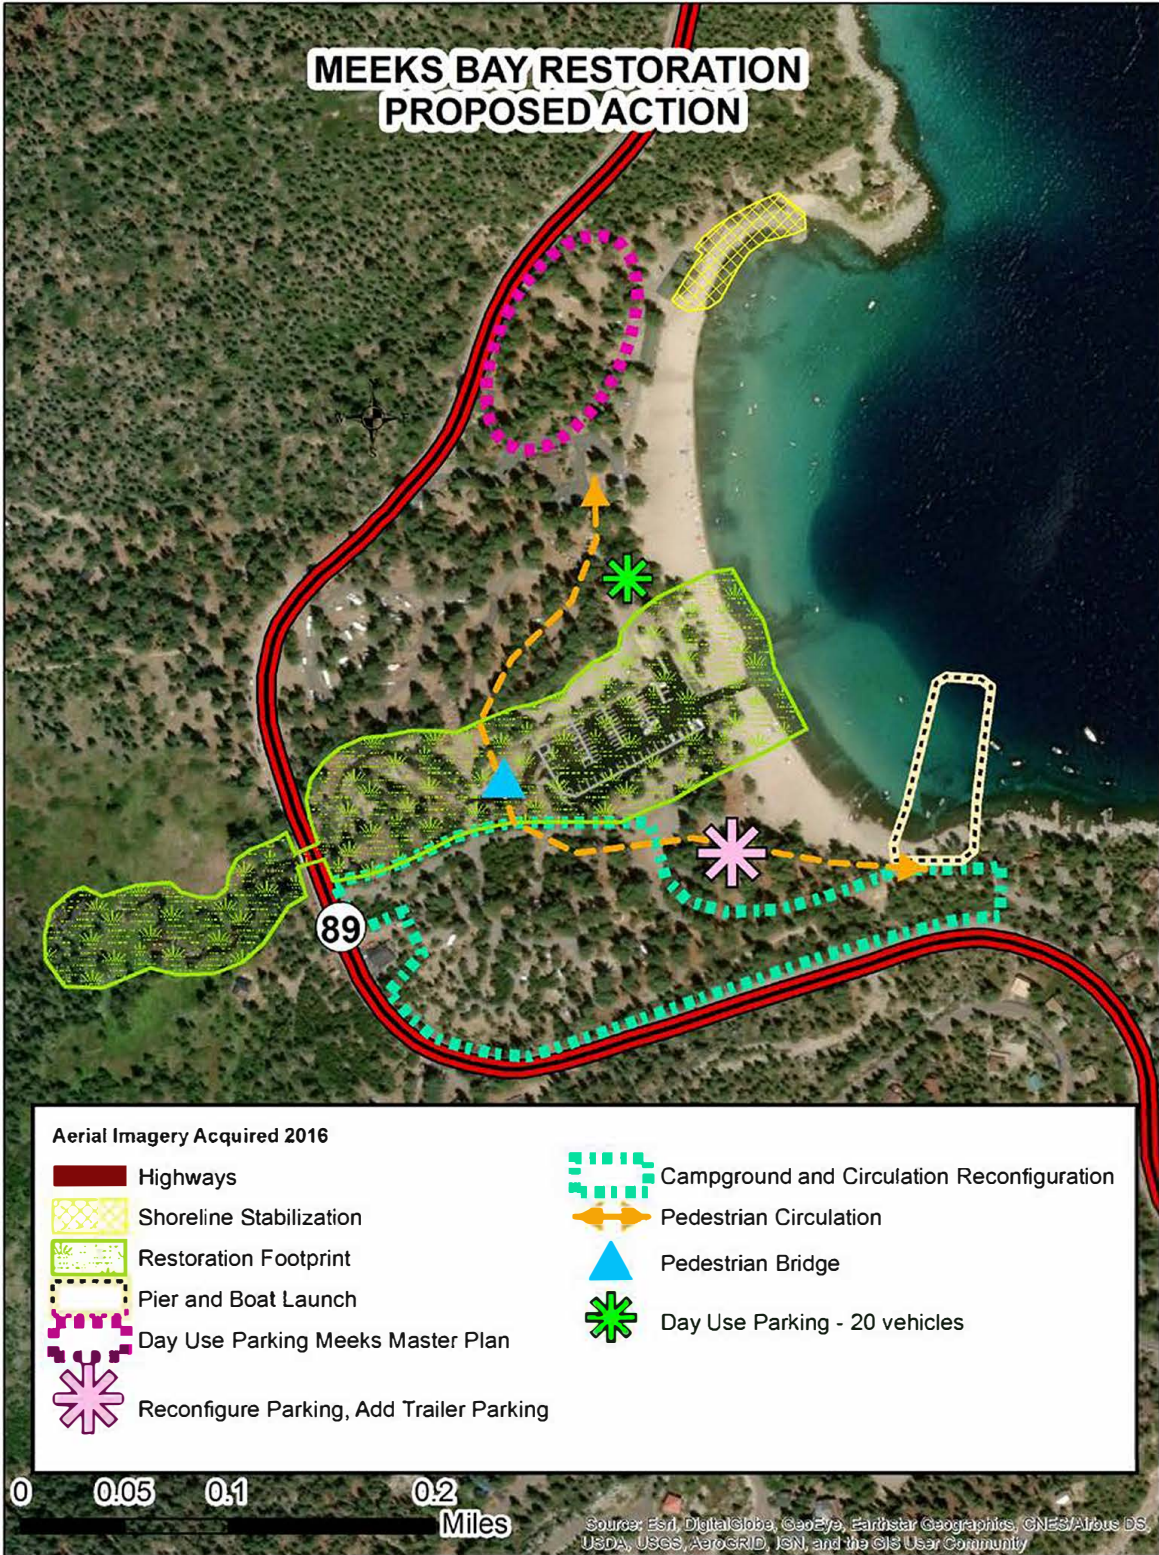 MEEKS BAY RESTORATION
PROPOSED ACTION
89
Aerial Imagery Acquired 2016
Highways
Shoreline Stabilization
Restoration Footprint
Pier and Boat Launch
Day Use Parking Meeks Master Plan
Reconfigure Parking, Add Trailer Parking
Campground and Circulation Reconfiguration
Pedestrian Circulation
Pedestrian Bridge
Day Use Parking - 20 vehicles
0 0.05 0.1 0.2
Miles
Source: Esri, DigitalGlobe, GeoEye, Earthstar Geographics, CNES/Airbus DS,
USDA, USGS, AeroGRID, IGN, and the GIS User Community